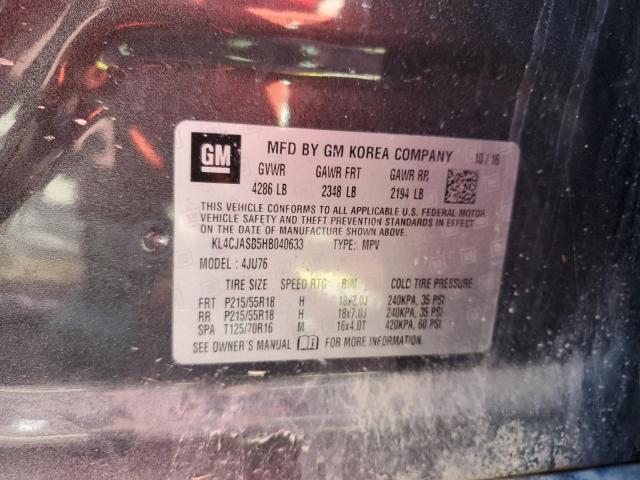 GM
MFD BY GM KOREA COMPANY 10/16
GVWR GAWR FRT GAWR RR
4286 LB 2348 LB 2194 LB
THIS VEHICLE CONFORMS TO ALL APPLICABLE U.S. FEDERAL MOTOR
VEHICLE SAFETY AND THEFT PREVENTION STANDARDS IN EFFECT
ON THE DATE OF MANUFACTURE SHOWN ABOVE.
KL4CJASB5HB040633 TYPE: MPV
MODEL : 4JU76
TIRE SIZE SPEED RTG RIM COLD TIRE PRESSURE
FRT P215/55R18 H 18x7.0J 240KPA, 35 PSI
RR P215/55R18 H 18x7.0J 240KPA, 35 PSI
SPA T125/70R16 M 16x4.0T 420KPA, 60 PSI
SEE OWNER'S MANUAL FOR MORE INFORMATION